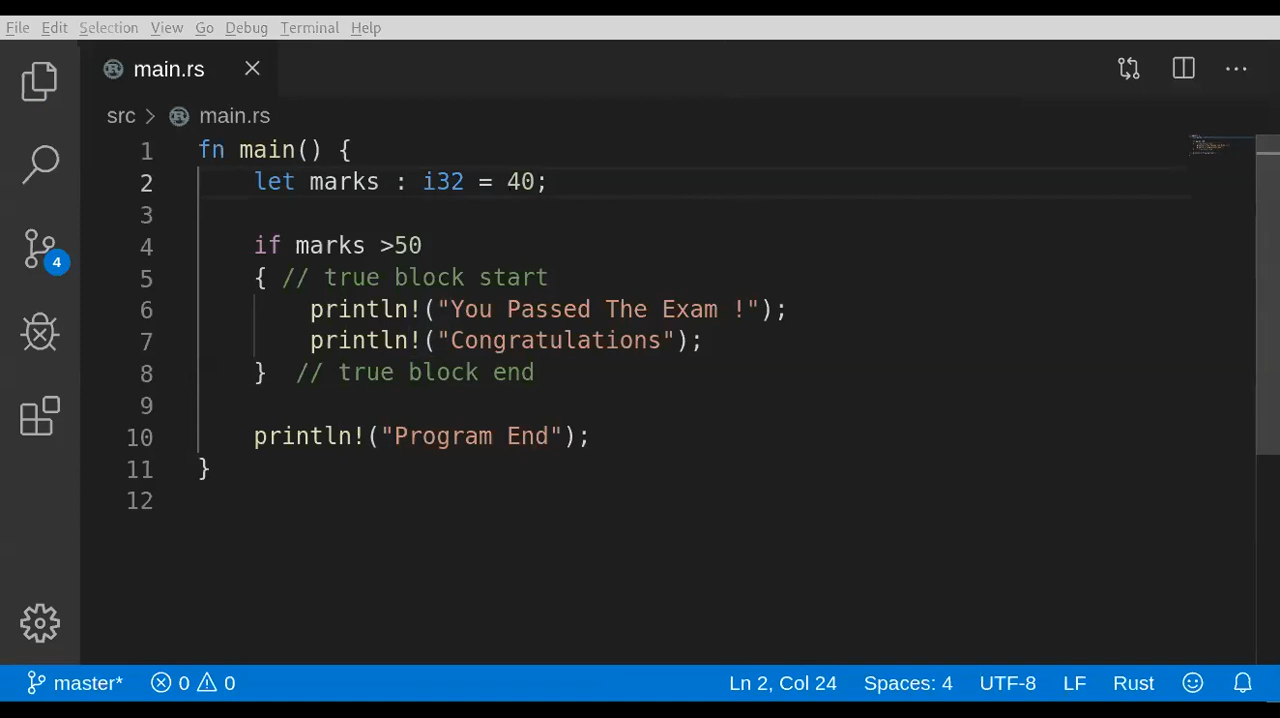 File Edit Selection View Go Debug Terminal Help
main.rs
src > main.rs
1 fn main() {
2 let marks : i32 = 40;
3
4 if marks >50
5 { // true block start
6 println!("You Passed The Exam !");
7 println!("Congratulations");
8 } // true block end
9
10 println!("Program End");
11 }
12
4
master* 0 0 Ln 2, Col 24 Spaces: 4 UTF-8 LF Rust